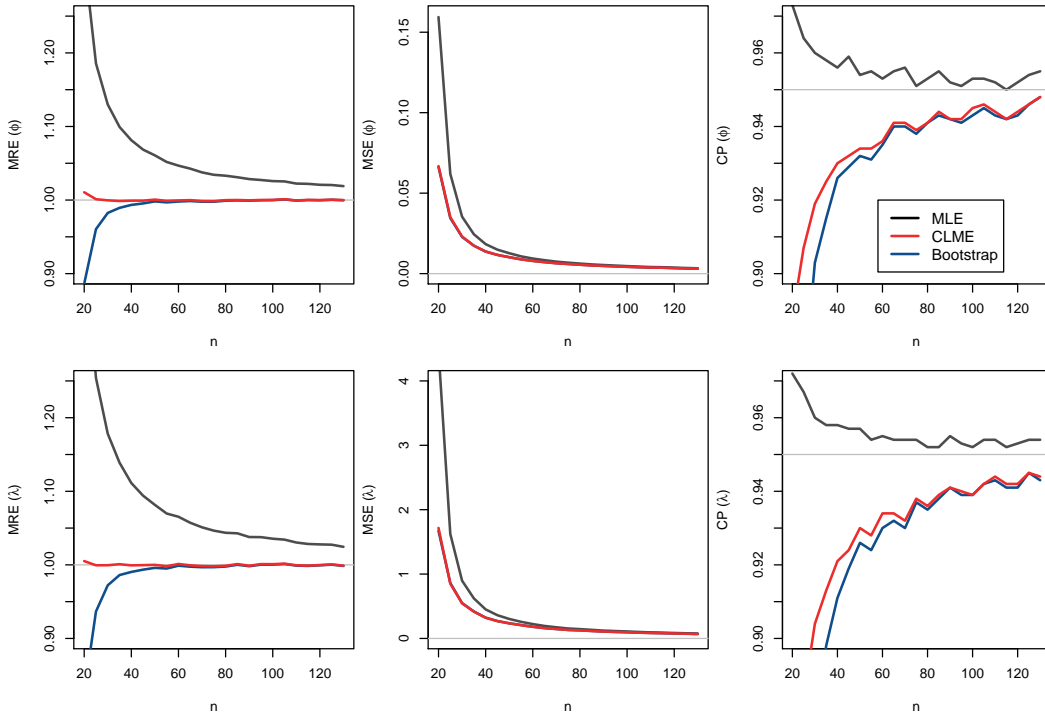 MRE (ϕ)
0.90 1.00 1.10 1.20
20 40 60 80 100 120
n
MSE (ϕ)
0.00 0.05 0.10 0.15
20 40 60 80 100 120
n
CP (ϕ)
0.90 0.92 0.94 0.96
20 40 60 80 100 120
n
MLE
CLME
Bootstrap
MRE (λ)
0.90 1.00 1.10 1.20
20 40 60 80 100 120
n
MSE (λ)
0 1 2 3 4
20 40 60 80 100 120
n
CP (λ)
0.90 0.92 0.94 0.96
20 40 60 80 100 120
n